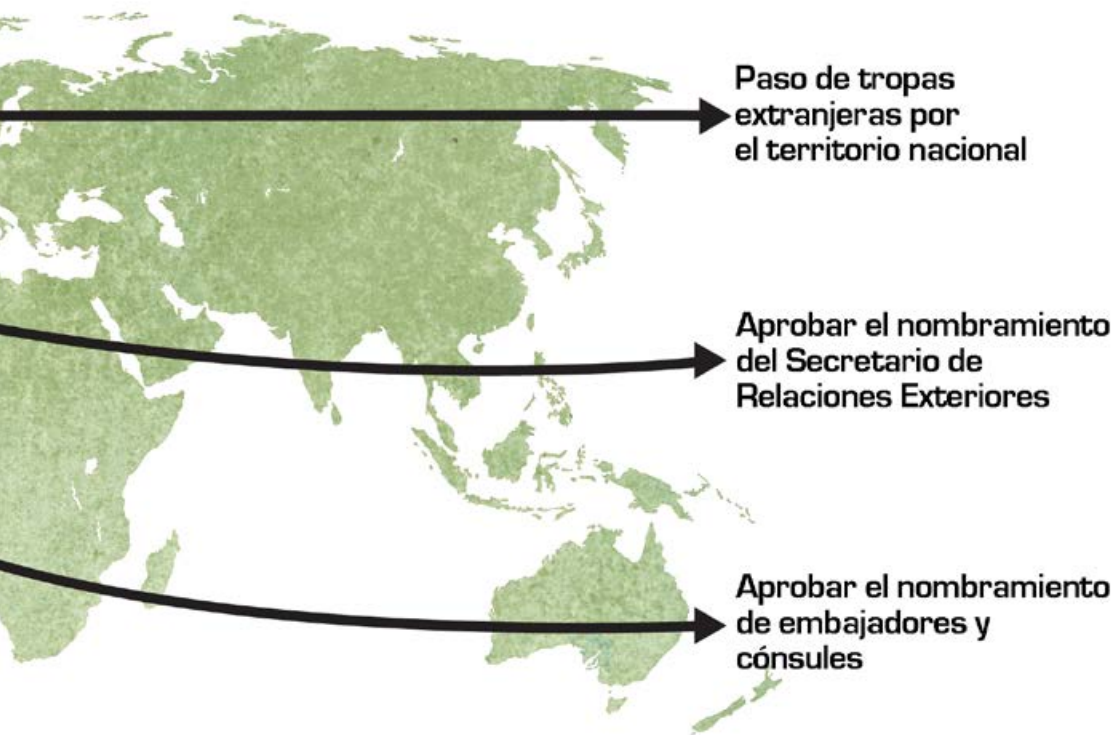 Paso de tropas
extranjeras por
el territorio nacional
Aprobar el nombramiento
del Secretario de
Relaciones Exteriores
Aprobar el nombramiento
de embajadores y
cónsules